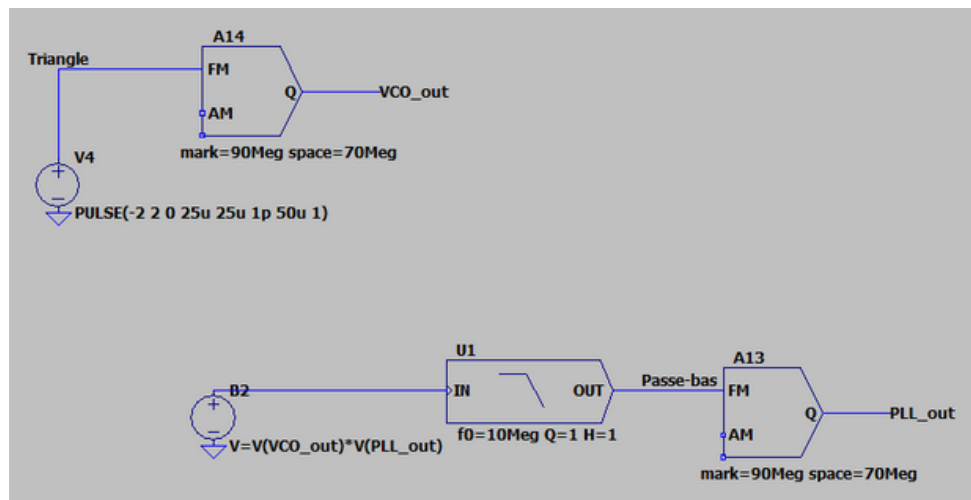 A14
Triangle
FM
Q
VCO_out
AM
mark=90Meg space=70Meg
V4
PULSE(-2 2 0 25u 25u 1p 50u 1)
U1
A13
B2
IN
OUT
Passe-bas
FM
Q
PLL_out
f0=10Meg Q=1 H=1
AM
V=V(VCO_out)*V(PLL_out)
mark=90Meg space=70Meg